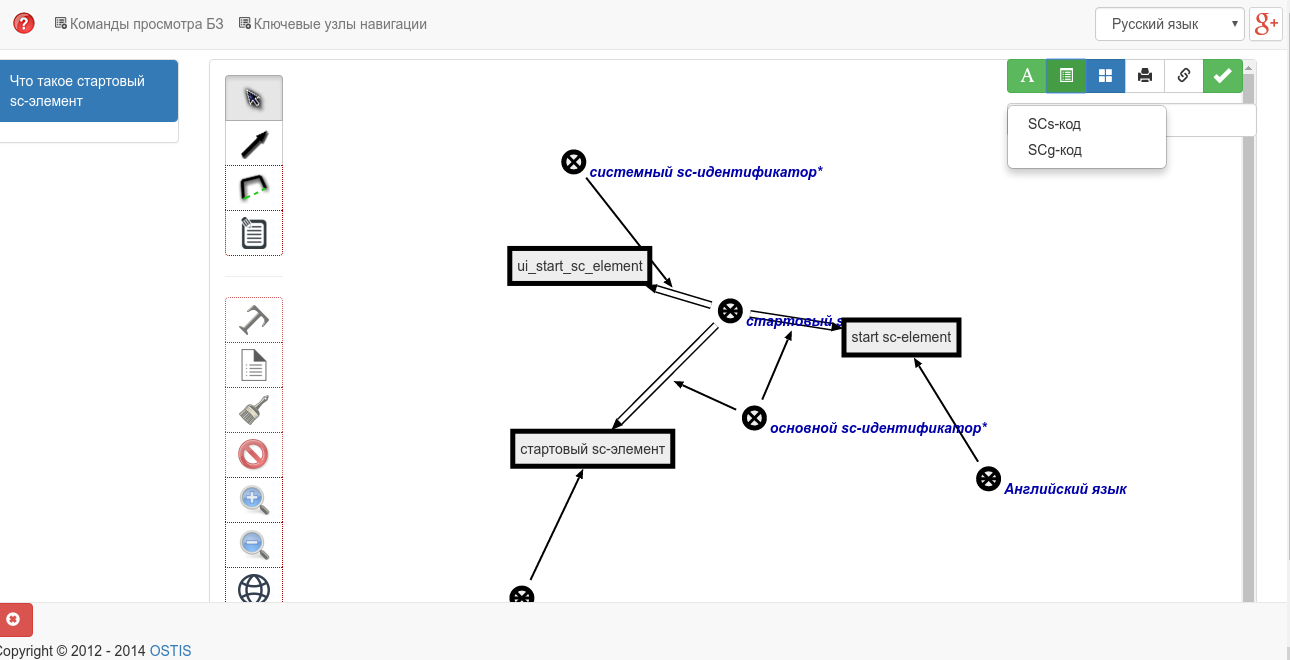 Команды просмотра БЗ
Ключевые узлы навигации
Русский язык
g+
Что такое стартовый
sc-элемент
A
SCs-код
SCg-код
системный sc-идентификатор*
ui_start_sc_element
стартовый s
start sc-element
основной sc-идентификатор*
стартовый sc-элемент
Английский язык
Copyright © 2012 - 2014 OSTIS